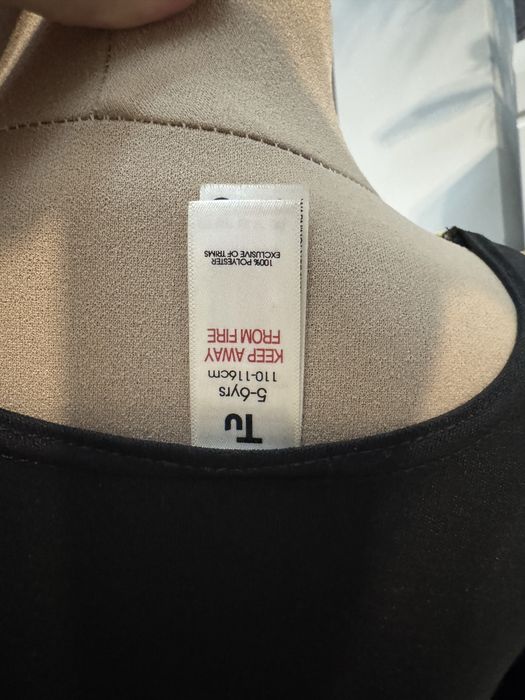 Tu
5-6yrs
110-116cm
KEEP AWAY
FROM FIRE
100% POLYESTER
EXCLUSIVE OF TRIMS